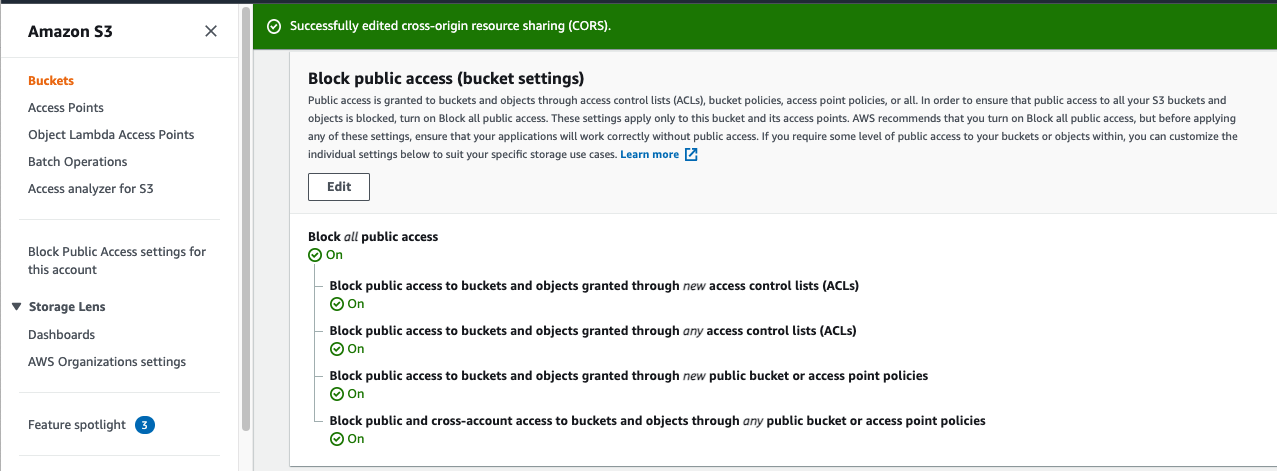 Amazon S3
Successfully edited cross-origin resource sharing (CORS).
Buckets
Access Points
Object Lambda Access Points
Batch Operations
Access analyzer for S3
Block Public Access settings for
this account
Storage Lens
Dashboards
AWS Organizations settings
Feature spotlight 3
Block public access (bucket settings)
Public access is granted to buckets and objects through access control lists (ACLs), bucket policies, access point policies, or all. In order to ensure that public access to all your S3 buckets and
objects is blocked, turn on Block all public access. These settings apply only to this bucket and its access points. AWS recommends that you turn on Block all public access, but before applying
any of these settings, ensure that your applications will work correctly without public access. If you require some level of public access to your buckets or objects within, you can customize the
individual settings below to suit your specific storage use cases. Learn more
Edit
Block all public access
On
Block public access to buckets and objects granted through new access control lists (ACLs)
On
Block public access to buckets and objects granted through any access control lists (ACLs)
On
Block public access to buckets and objects granted through new public bucket or access point policies
On
Block public and cross-account access to buckets and objects through any public bucket or access point policies
On